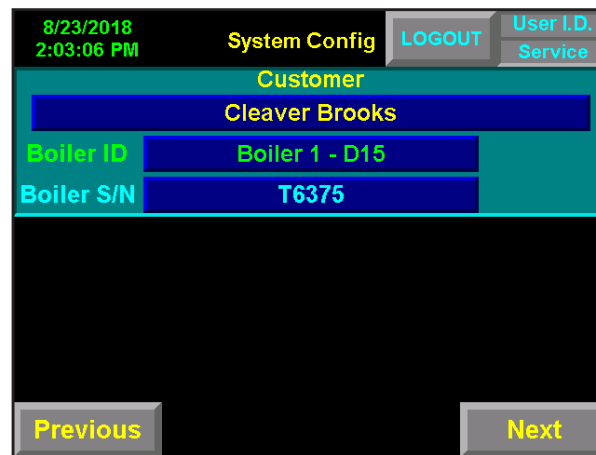 8/23/2018
2:03:06 PM
System Config
LOGOUT
User I.D.
Service
Customer
Cleaver Brooks
Boiler ID
Boiler 1 - D15
Boiler S/N
T6375
Previous
Next